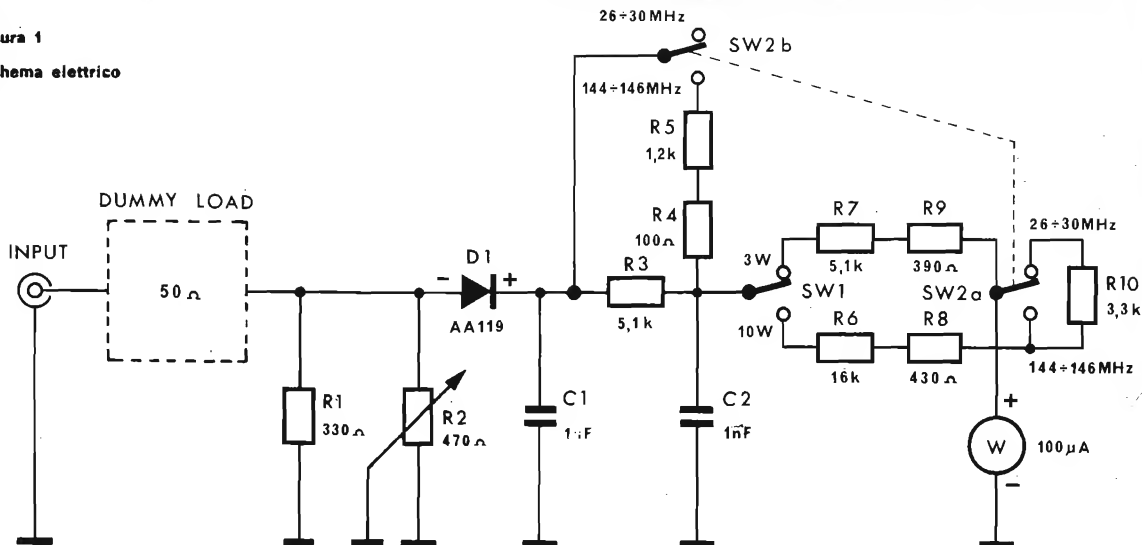 ura 1
hema elettrico
26÷30MHz
SW2b
144÷146MHz
R5
1,2k
DUMMY LOAD
R4
100Ω
R7
R9
26÷30MHz
INPUT
50Ω
- D1 +
AA119
R3
5,1k
3W
5,1k
390Ω
SW1
SW2a
R10
3,3k
10W
R6
R8
16k
430Ω
144÷146MHz
R1
330Ω
R2
470Ω
C1
C2
1nF
+
W
100μA
-